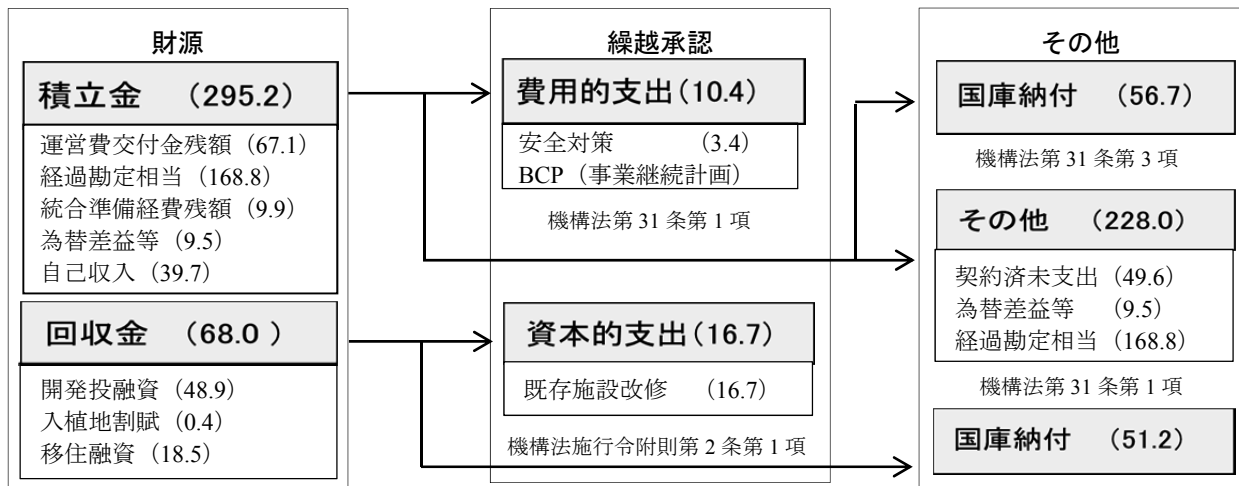 財源
積立金 (295.2)
運営費交付金残額 (67.1)
経過勘定相当 (168.8)
統合準備経費残額 (9.9)
為替差益等 (9.5)
自己収入 (39.7)
回収金 (68.0 )
開発投融資 (48.9)
入植地割賦 (0.4)
移住融資 (18.5)
繰越承認
費用的支出(10.4)
安全対策 (3.4)
BCP(事業継続計画)
機構法第 31 条第 1 項
資本的支出(16.7)
既存施設改修 (16.7)
機構法施行令附則第 2 条第 1 項
その他
国庫納付 (56.7)
機構法第 31 条第 3 項
その他 (228.0)
契約済未支出 (49.6)
為替差益等 (9.5)
経過勘定相当 (168.8)
機構法第 31 条第 1 項
国庫納付 (51.2)